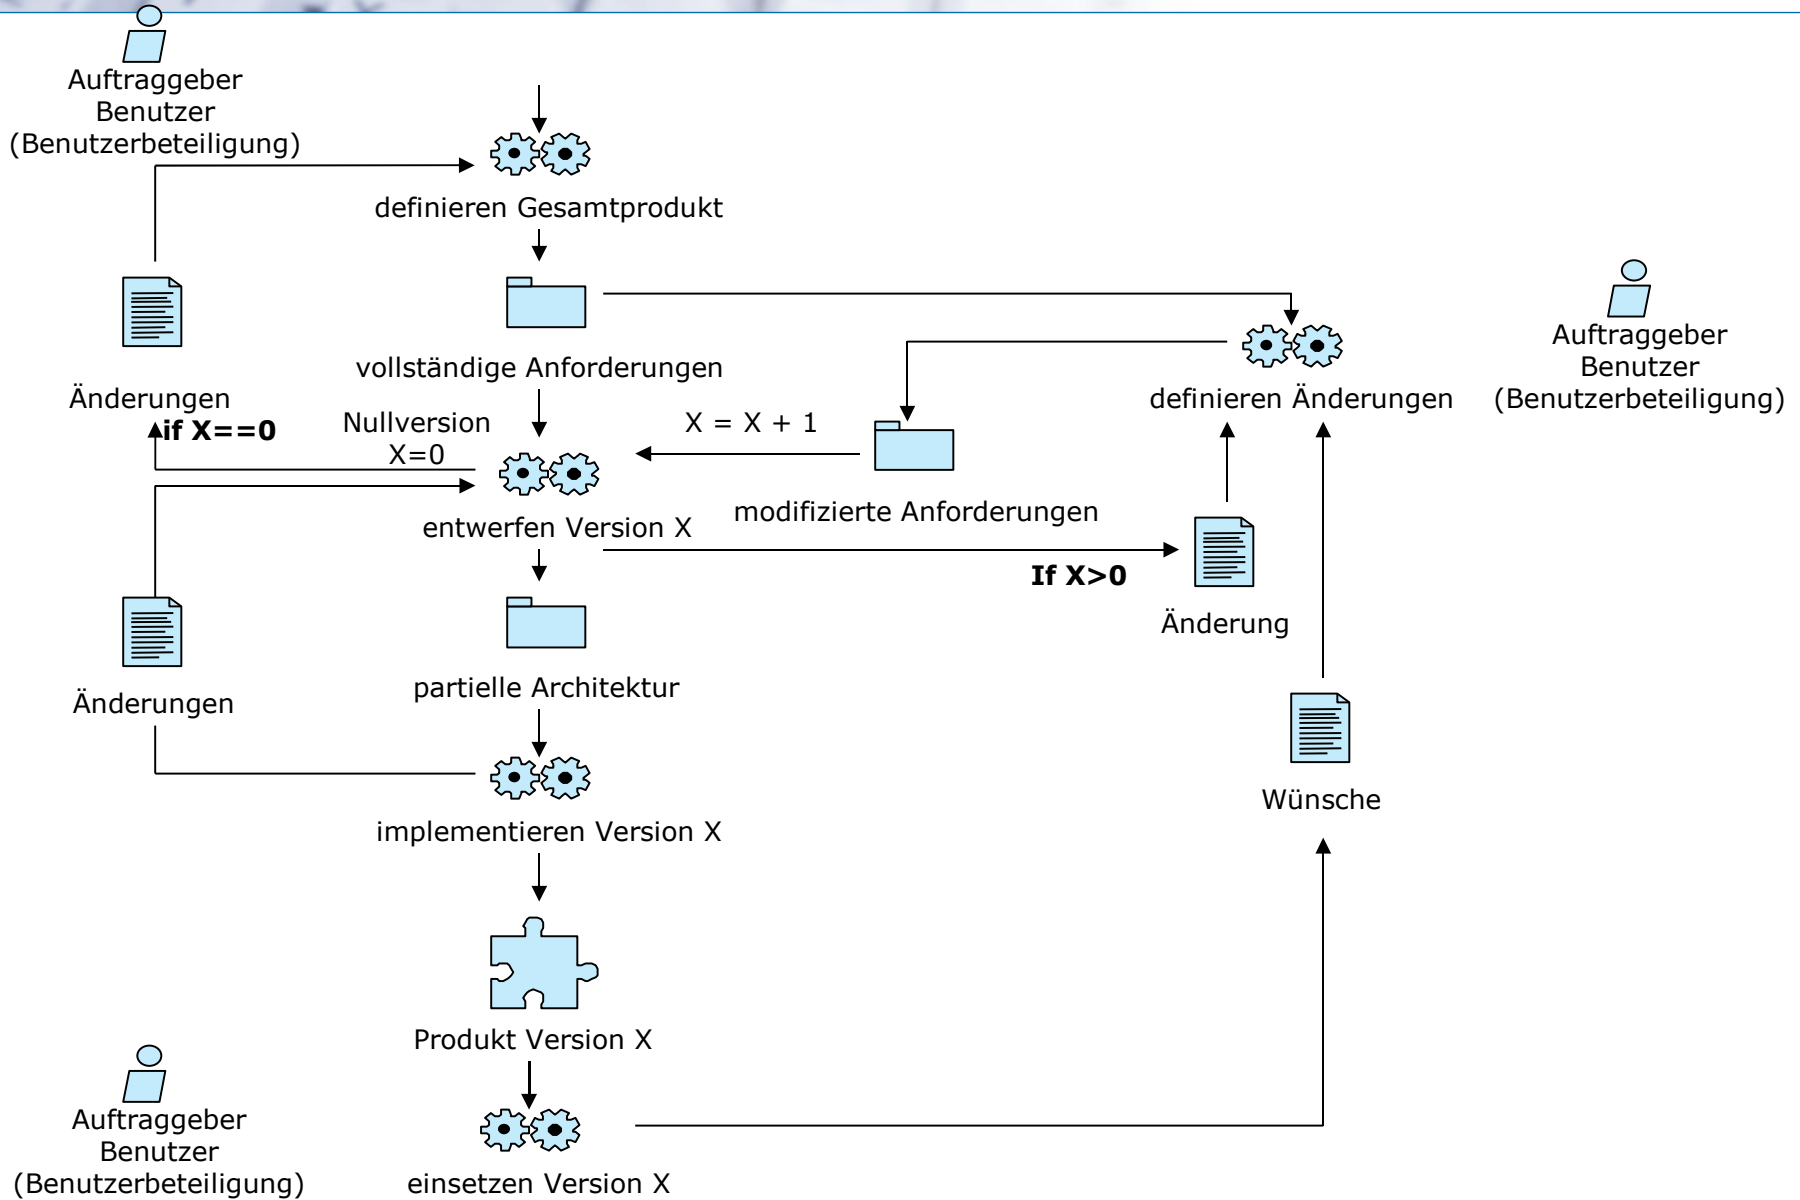 Auftraggeber
Benutzer
(Benutzerbeteiligung)
definieren Gesamtprodukt
vollständige Anforderungen
Änderungen
if X==0
Nullversion
X=0
X = X + 1
definieren Änderungen
Auftraggeber
Benutzer
(Benutzerbeteiligung)
entwerfen Version X
modifizierte Anforderungen
If X>0
Änderung
partielle Architektur
Änderungen
Wünsche
implementieren Version X
Produkt Version X
Auftraggeber
Benutzer
(Benutzerbeteiligung)
einsetzen Version X